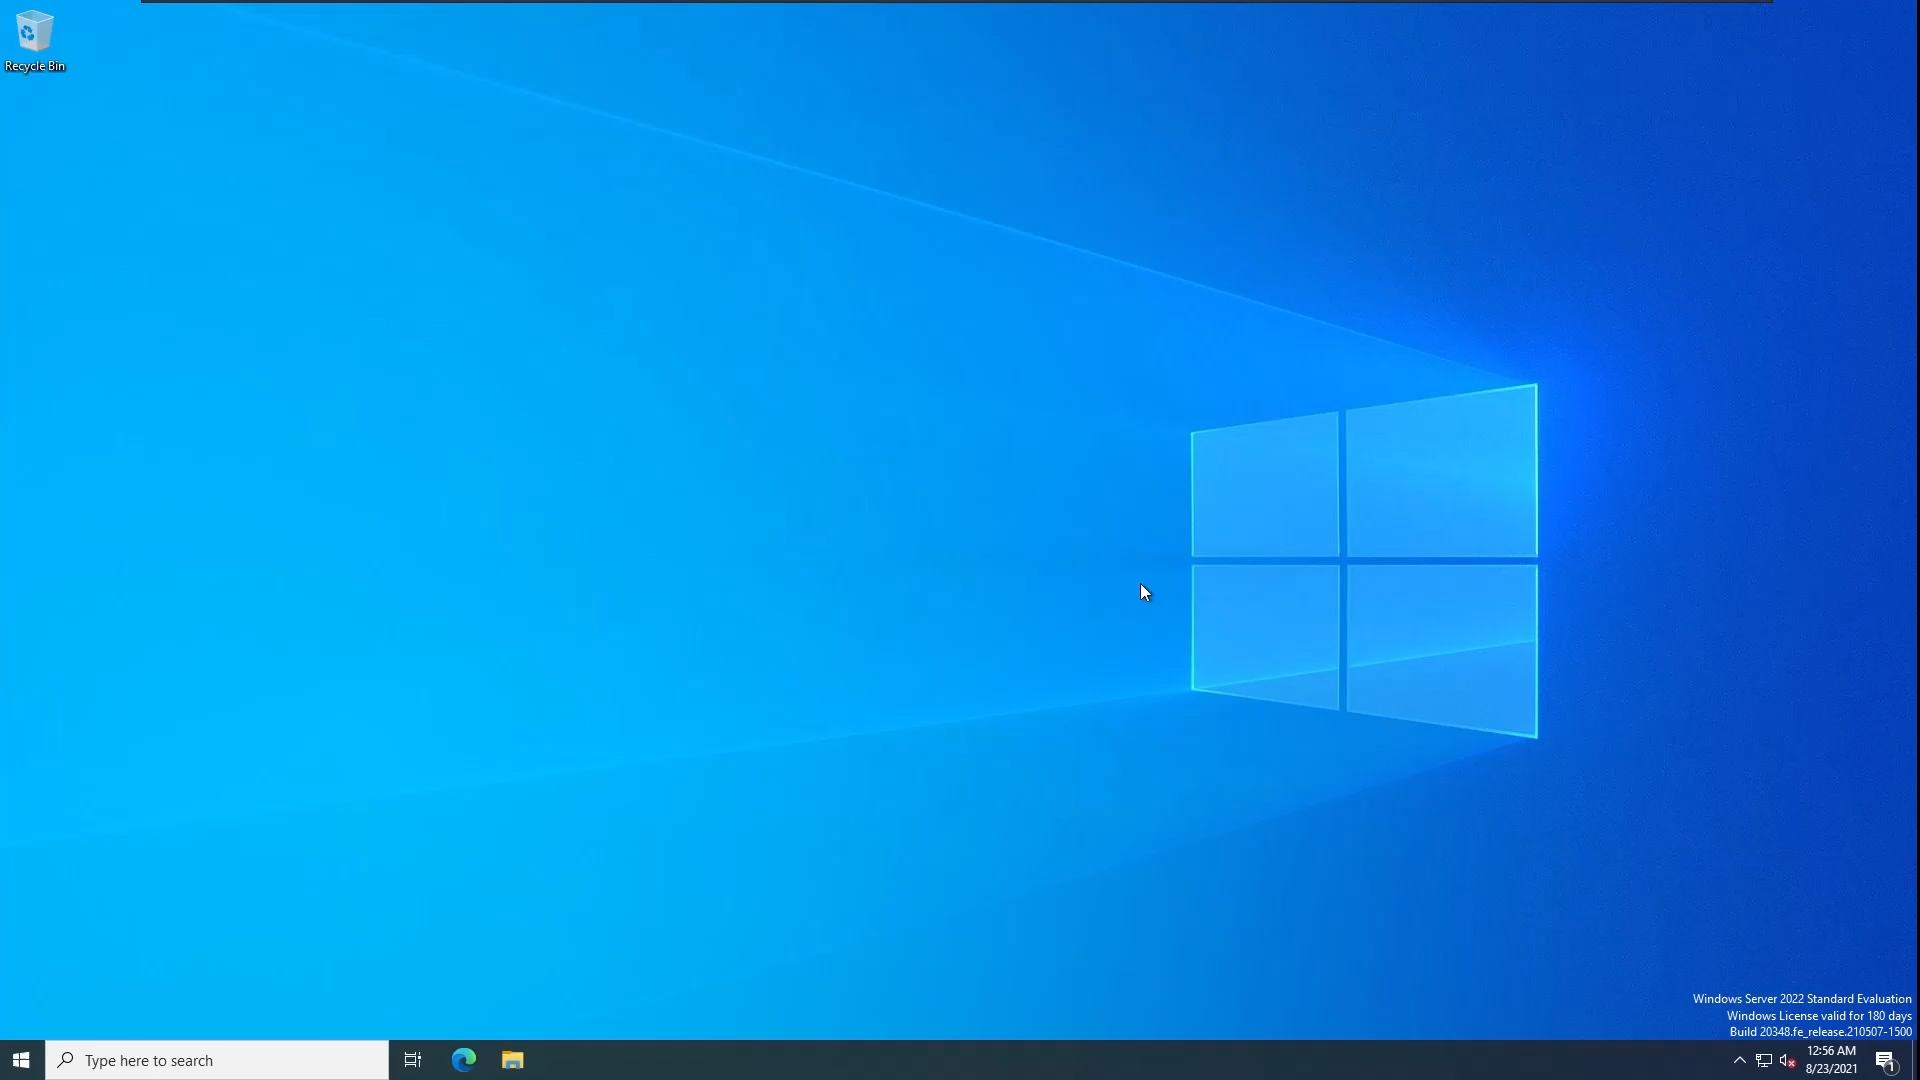 Recycle Bin
Windows Server 2022 Standard Evaluation
Windows License valid for 180 days
Build 20348.fe_release.210507-1500
Type here to search
12:56 AM
8/23/2021
1